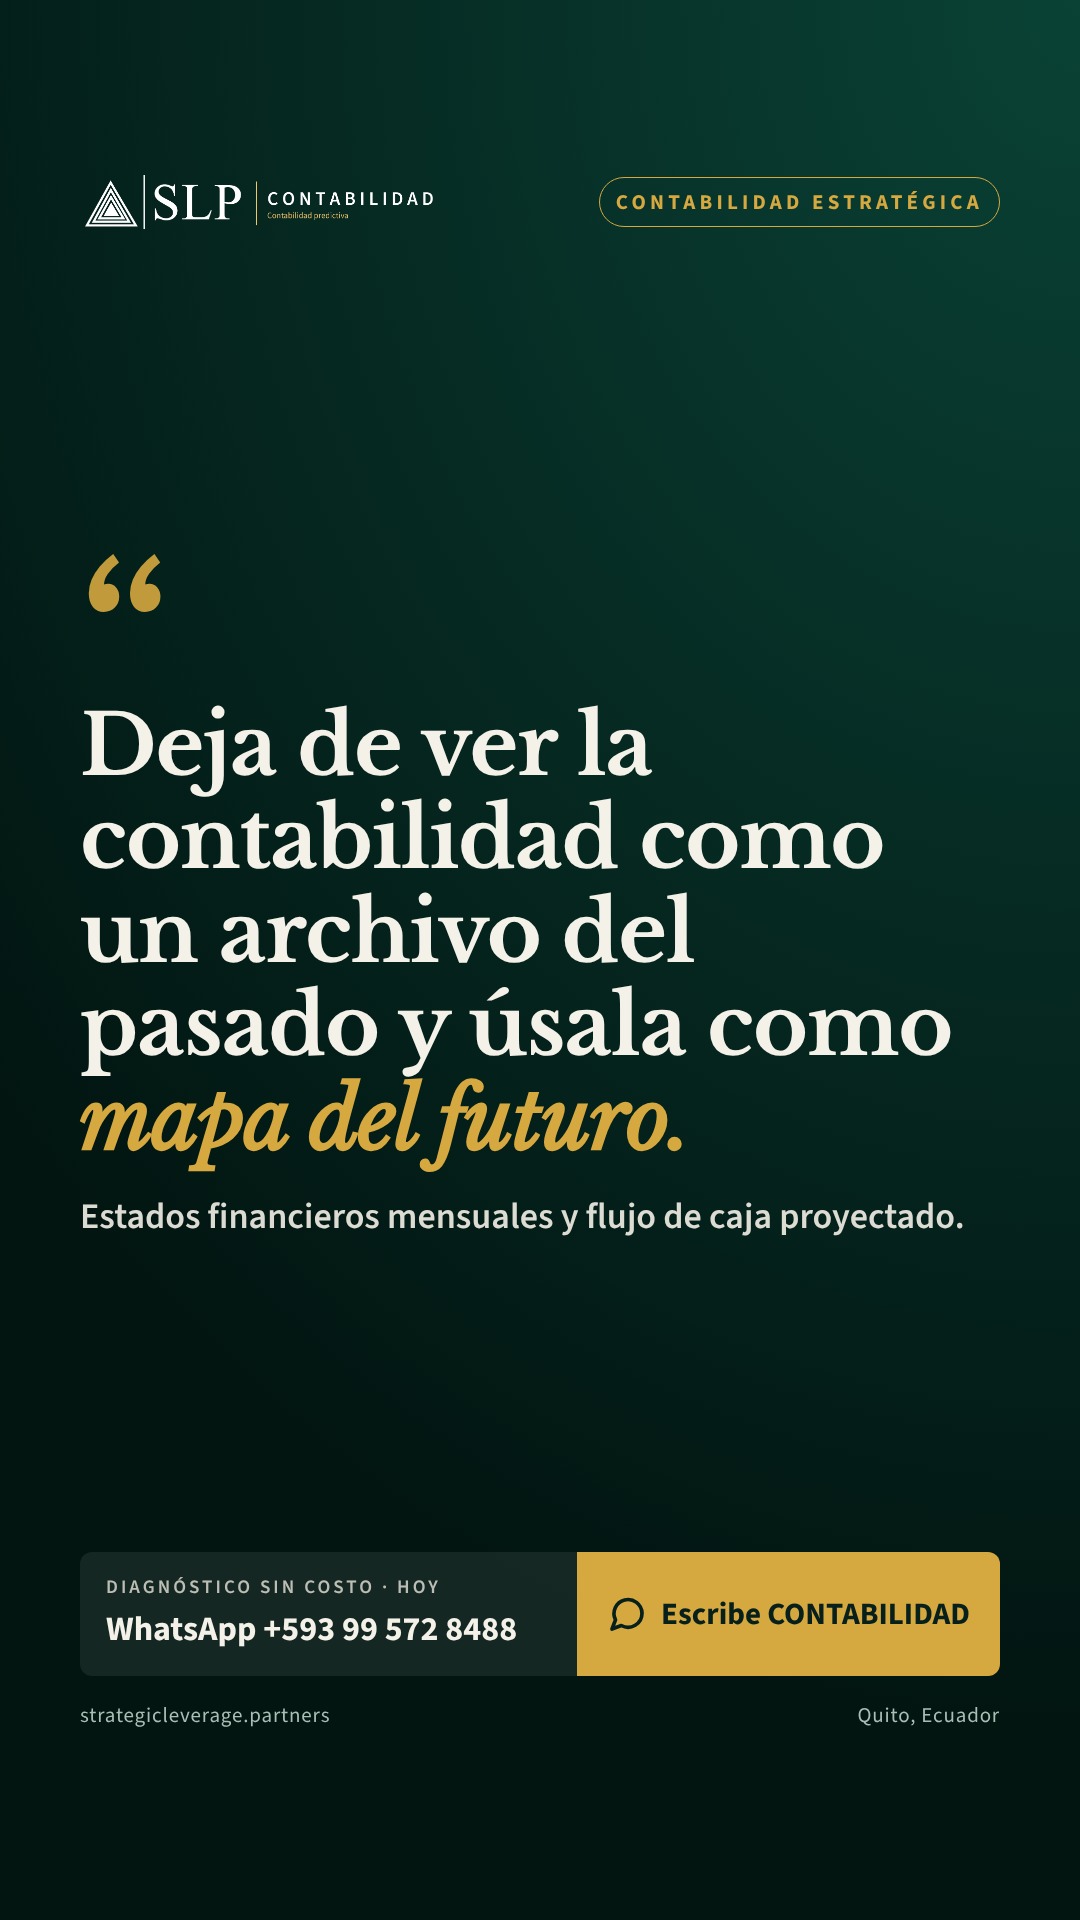 SLP
CONTABILIDAD
Contabilidad predictiva
CONTABILIDAD ESTRATÉGICA
“
Deja de ver la
contabilidad como
un archivo del
pasado y úsala como
mapa del futuro.
Estados financieros mensuales y flujo de caja proyectado.
DIAGNÓSTICO SIN COSTO · HOY
WhatsApp +593 99 572 8488
Escribe CONTABILIDAD
strategicleverage.partners
Quito, Ecuador